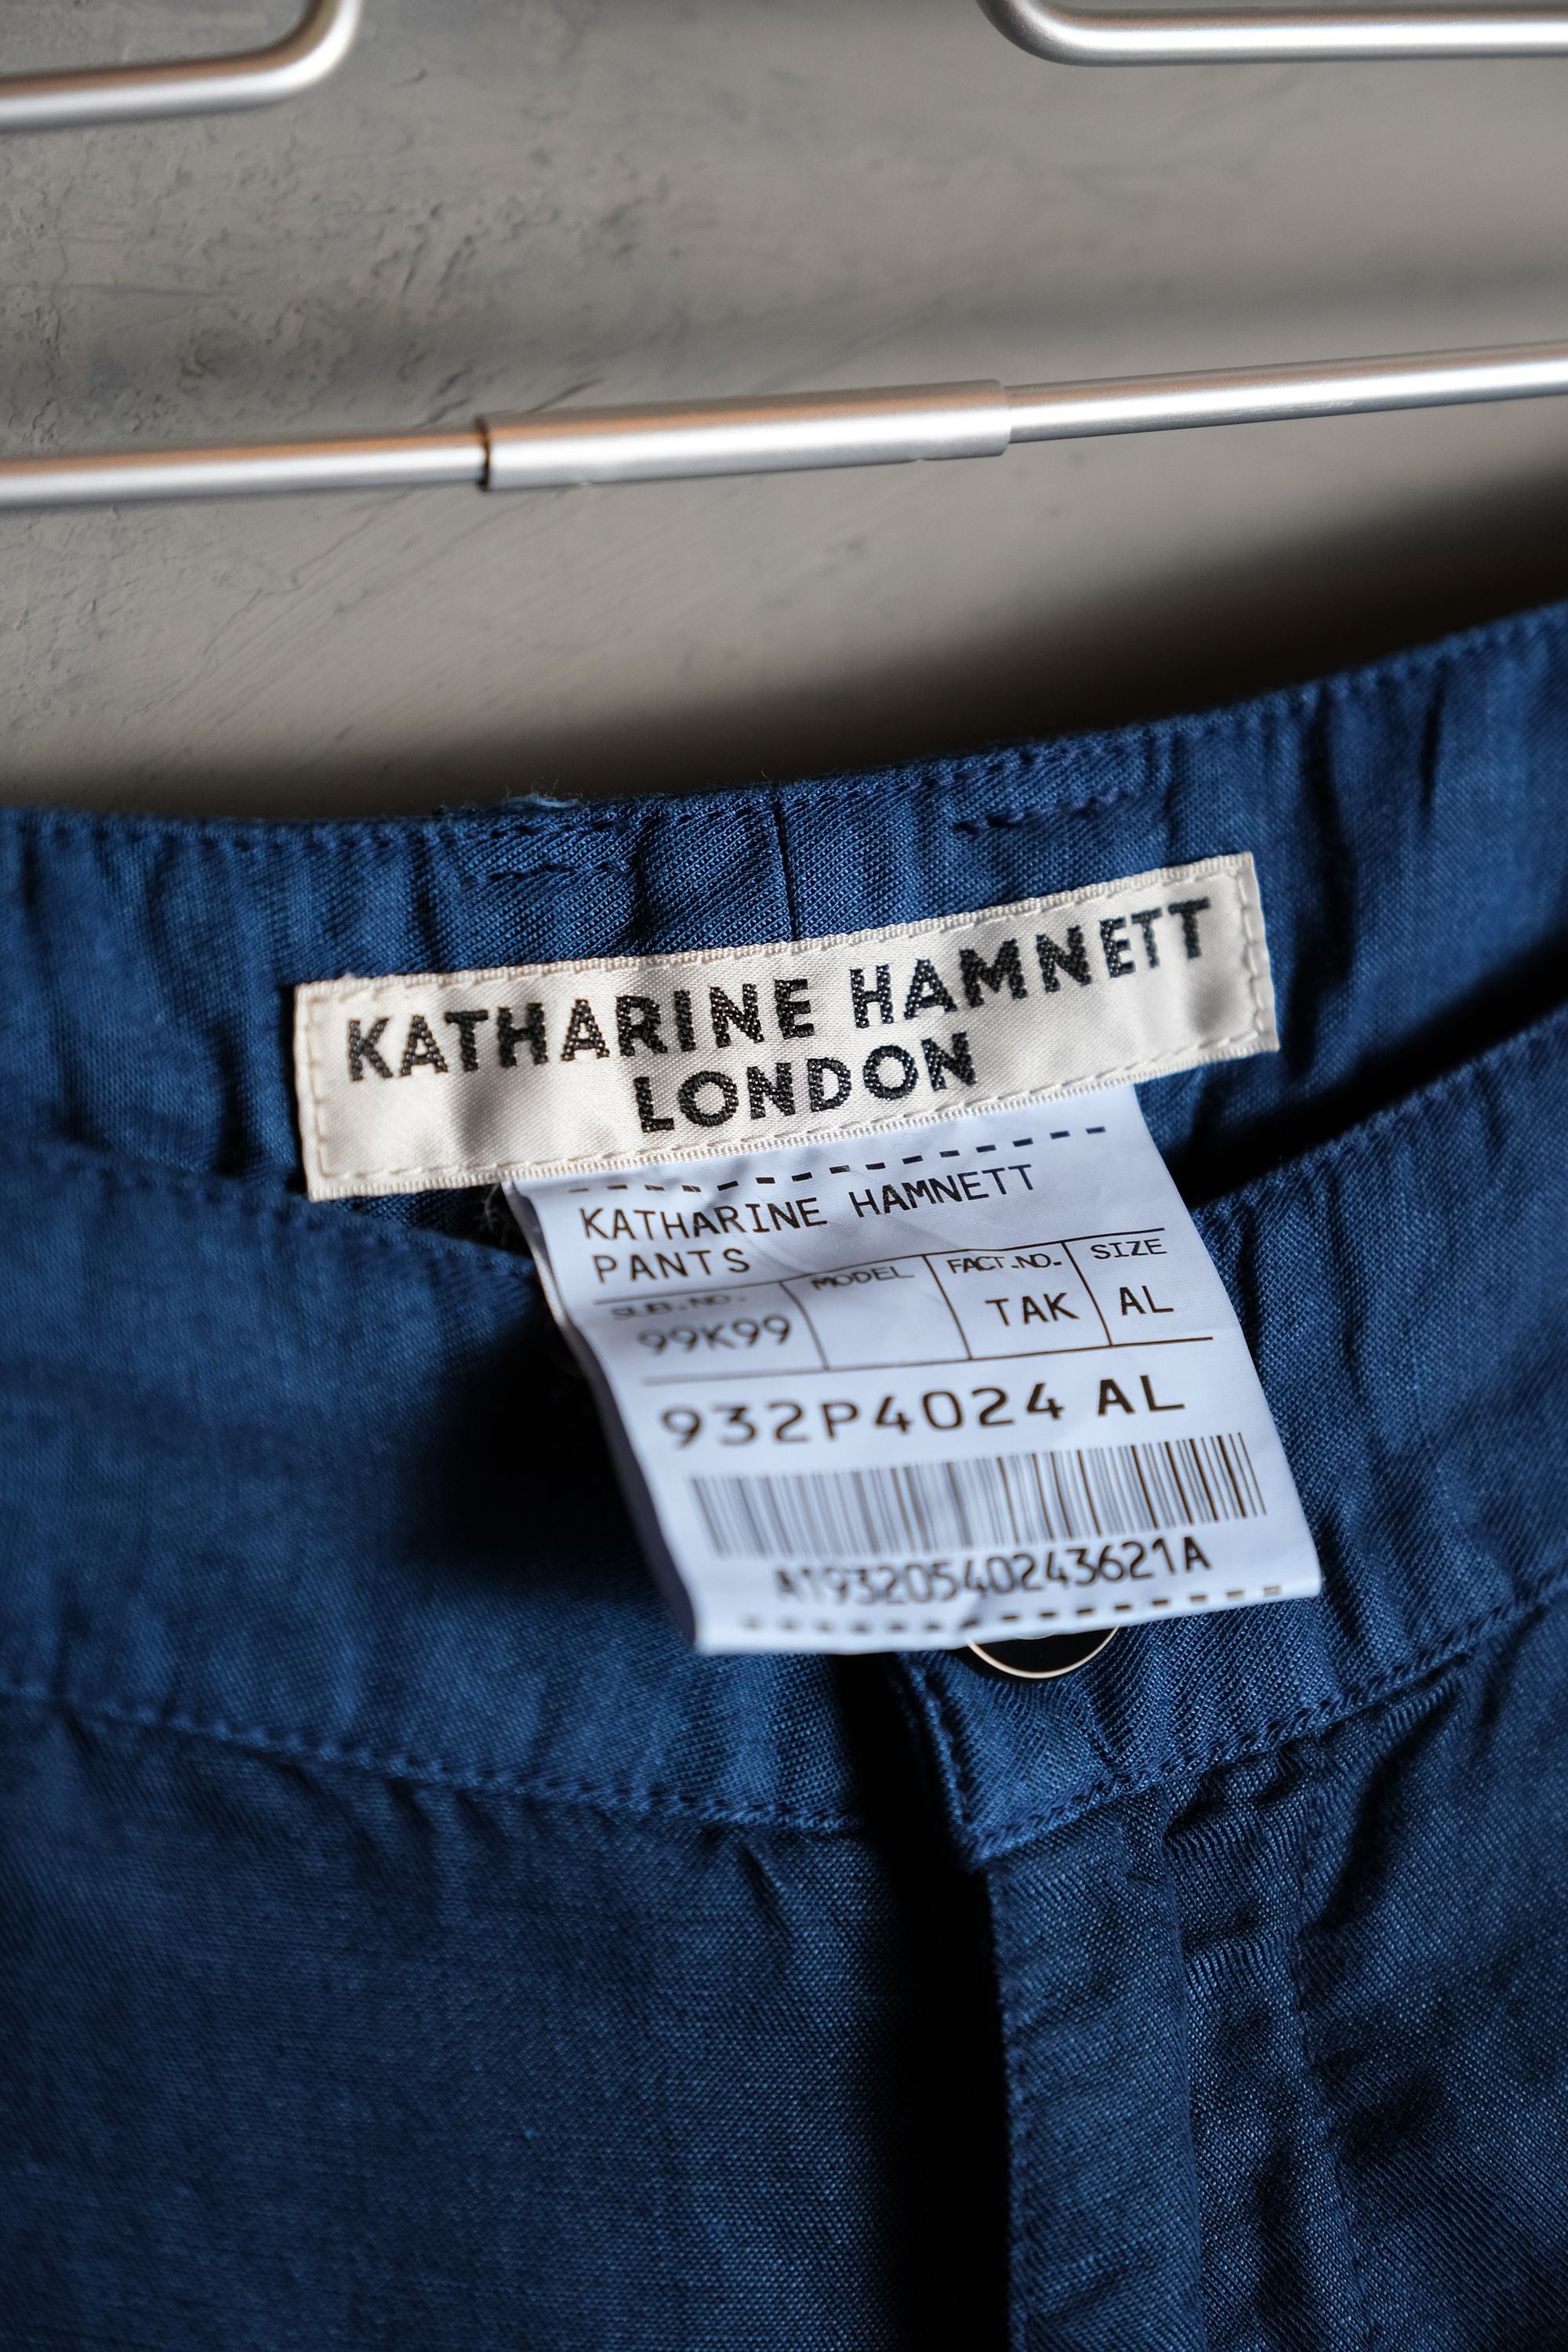 KATHARINE HAMNETT
LONDON
KATHARINE HAMNETT
PANTS
SUB.NO. MODEL FACT.NO. SIZE
99K99 TAK AL
932P4024 AL
A19320540243621A